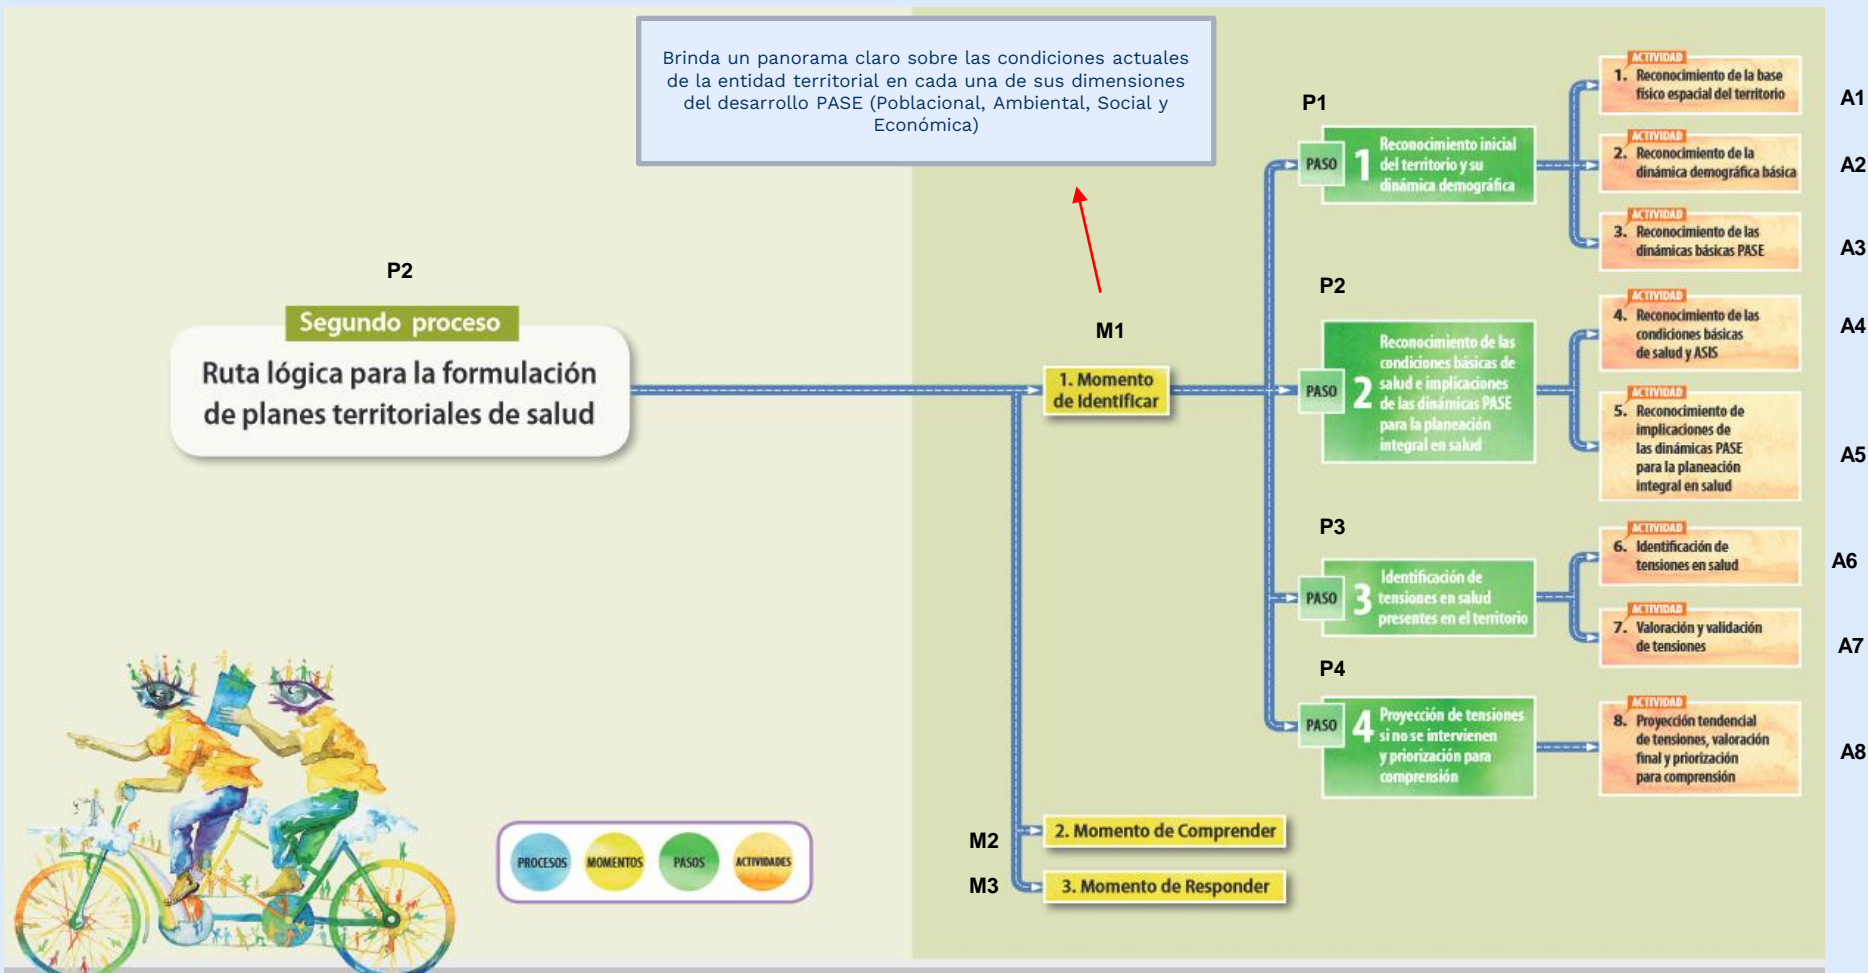 Brinda un panorama claro sobre las condiciones actuales
de la entidad territorial en cada una de sus dimensiones
del desarrollo PASE (Poblacional, Ambiental, Social y
Económica)
P2
Segundo proceso
Ruta lógica para la formulación
de planes territoriales de salud
M1
1. Momento
de Identificar
P1
PASO 1
Reconocimiento inicial
del territorio y su
dinámica demográfica
ACTIVIDAD
1. Reconocimiento de la base
físico espacial del territorio
A1
ACTIVIDAD
2. Reconocimiento de la
dinámica demográfica básica
A2
ACTIVIDAD
3. Reconocimiento de las
dinámicas básicas PASE
A3
P2
PASO 2
Reconocimiento de las
condiciones básicas de
salud e implicaciones
de las dinámicas PASE
para la planeación
integral en salud
ACTIVIDAD
4. Reconocimiento de las
condiciones básicas
de salud y ASIS
A4
ACTIVIDAD
5. Reconocimiento de
implicaciones de
las dinámicas PASE
para la planeación
integral en salud
A5
P3
PASO 3
Identificación de
tensiones en salud
presentes en el territorio
ACTIVIDAD
6. Identificación de
tensiones en salud
A6
ACTIVIDAD
7. Valoración y validación
de tensiones
A7
P4
PASO 4
Proyección de tensiones
si no se intervienen
y priorización para
comprensión
ACTIVIDAD
8. Proyección tendencial
de tensiones, valoración
final y priorización
para comprensión
A8
M2
2. Momento de Comprender
M3
3. Momento de Responder
PROCESOS
MOMENTOS
PASOS
ACTIVIDADES